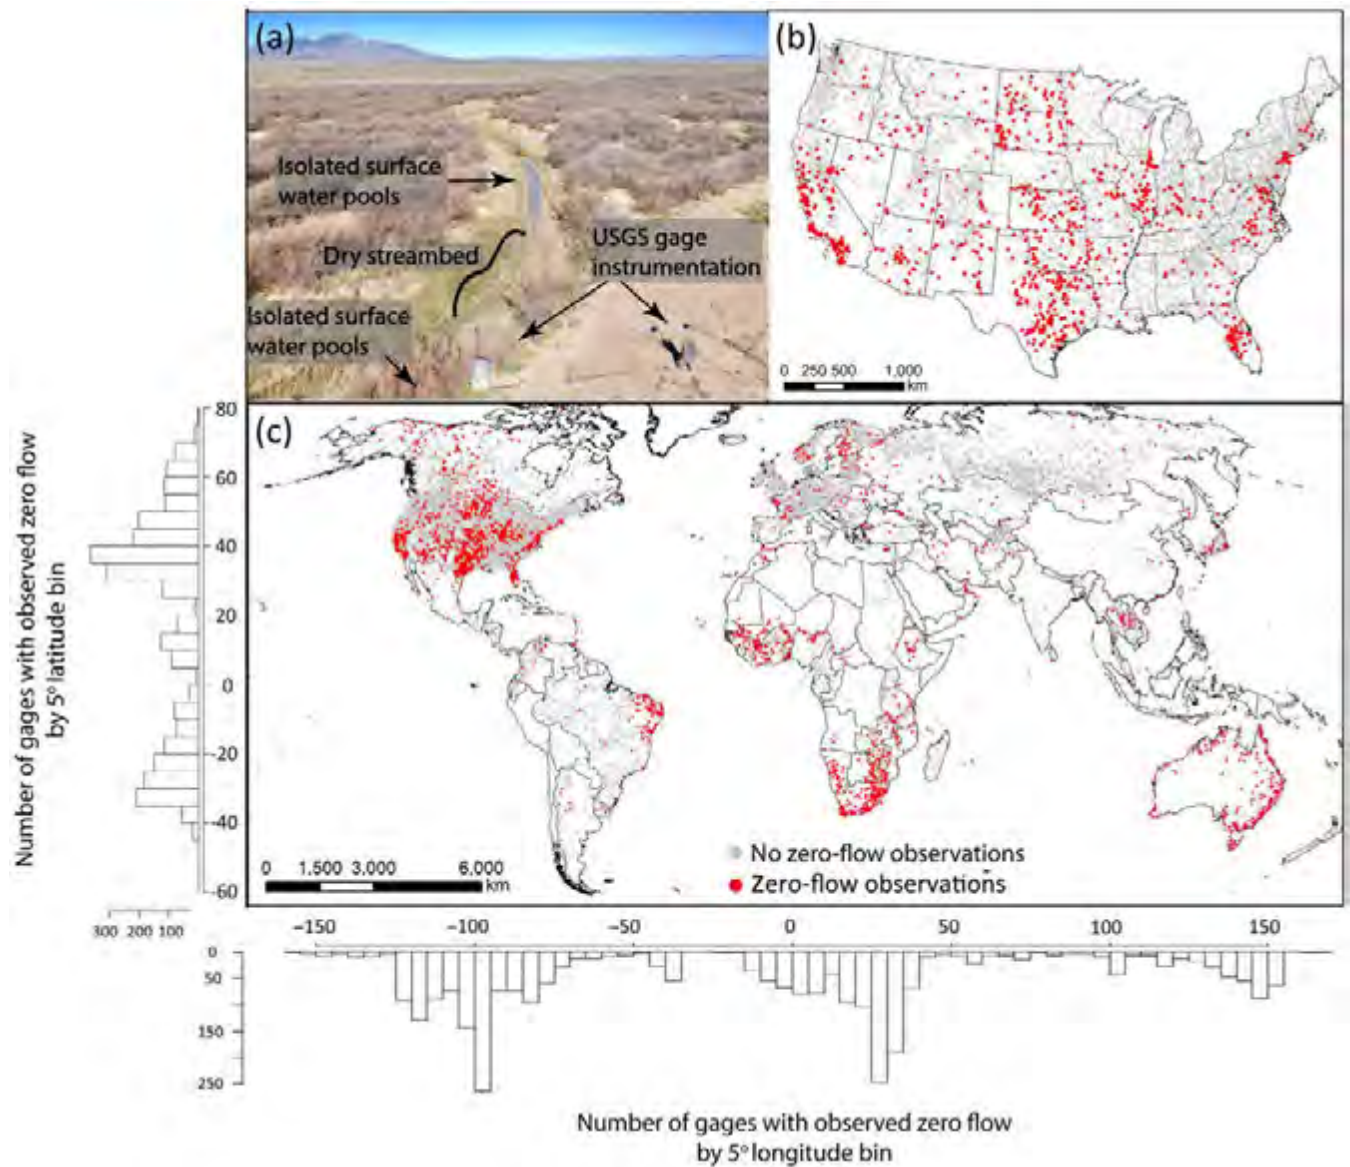 (a)
Isolated surface
water pools
Dry streambed
USGS gage
instrumentation
Isolated surface
water pools
(b)
0 250 500 1,000
km
(c)
80
60
40
20
0
-20
-40
-60
Number of gages with observed zero flow
by 5° latitude bin
300 200 100
No zero-flow observations
Zero-flow observations
0 1,500 3,000 6,000
km
−150 −100 −50 0 50 100 150
0
50
150
250
Number of gages with observed zero flow
by 5° longitude bin